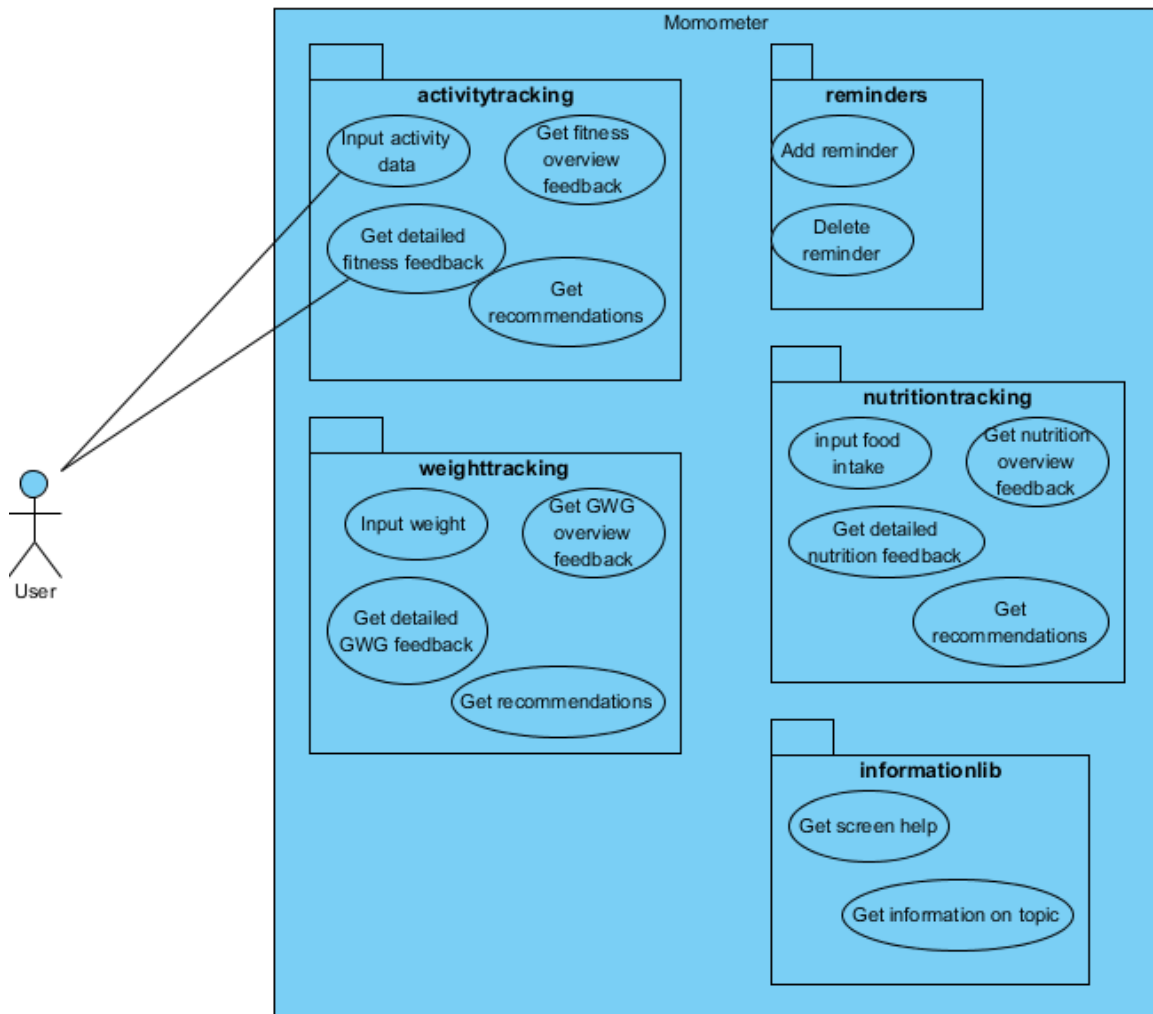 Momometer
activitytracking
Input activity
data
Get fitness
overview
feedback
Get detailed
fitness feedback
Get
recommendations
reminders
Add reminder
Delete
reminder
weighttracking
Input weight
Get GWG
overview
feedback
Get detailed
GWG feedback
Get recommendations
nutritiontracking
input food
intake
Get nutrition
overview
feedback
Get detailed
nutrition feedback
Get
recommendations
informationlib
Get screen help
Get information on topic
User